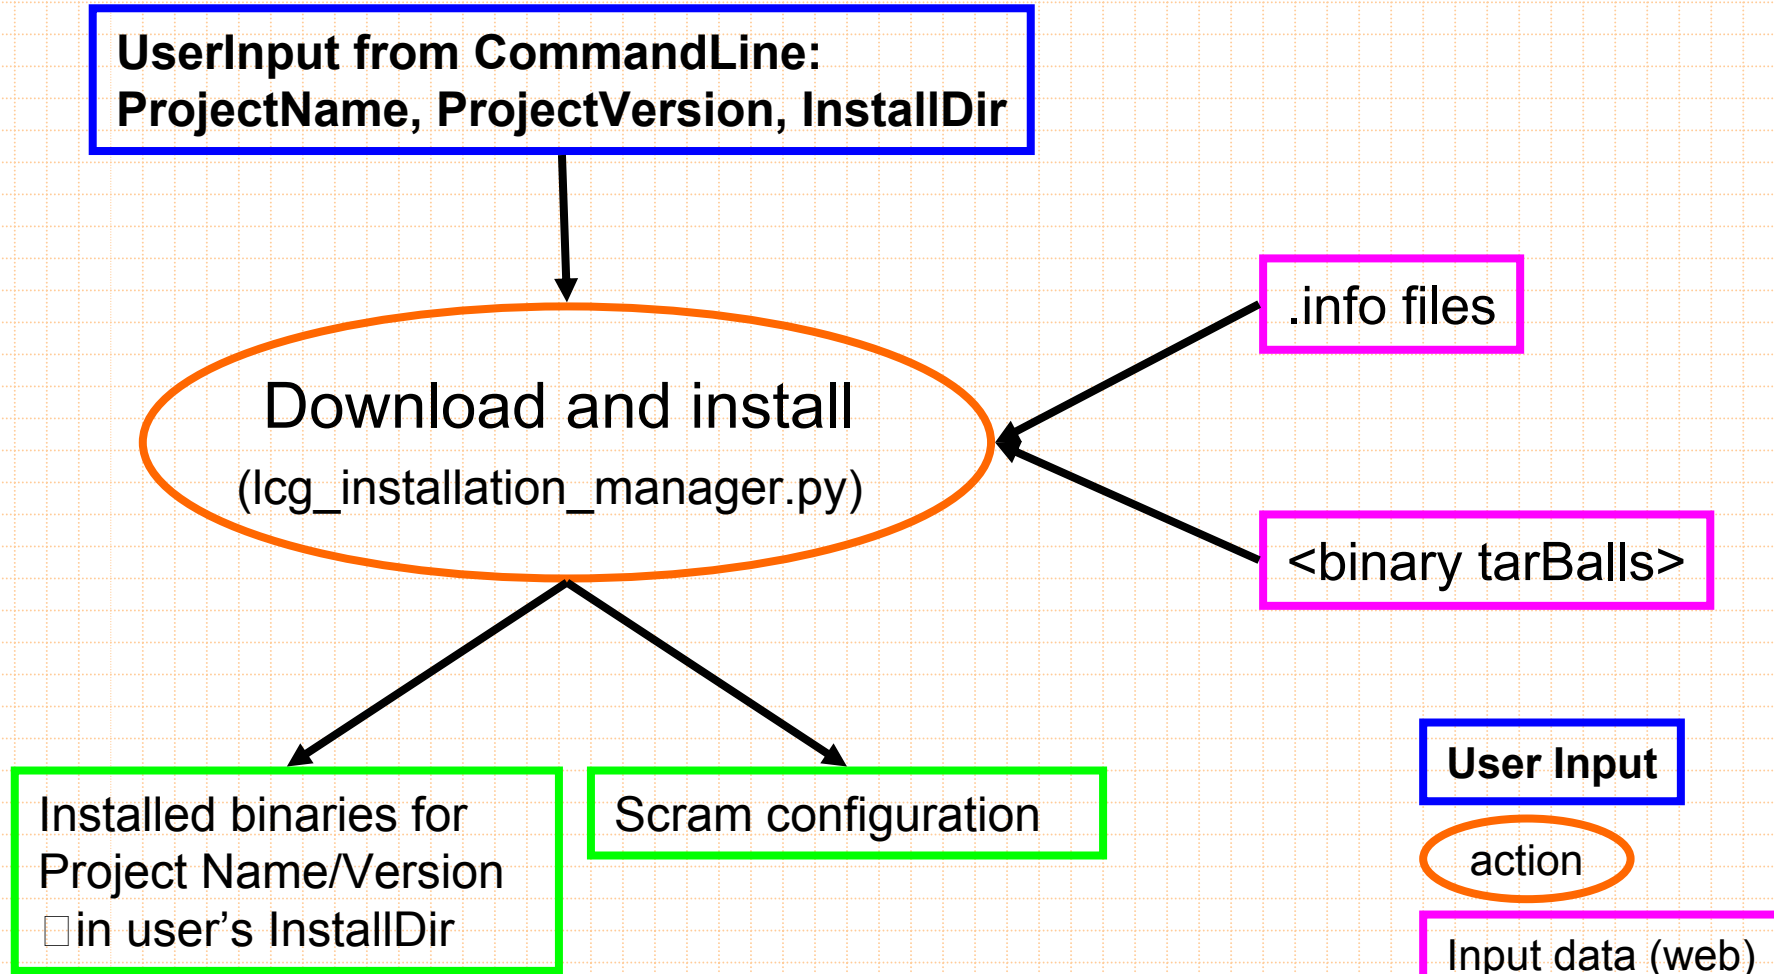 UserInput from CommandLine:
ProjectName, ProjectVersion, InstallDir
.info files
Download and install
(lcg_installation_manager.py)
<binary tarBalls>
Installed binaries for
Project Name/Version
□in user’s InstallDir
Scram configuration
User Input
action
Input data (web)